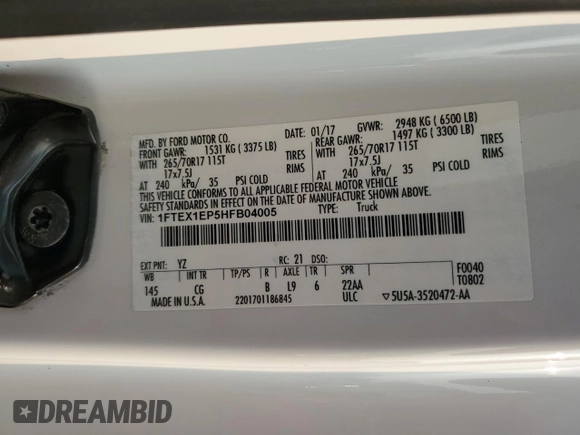 MFD. BY FORD MOTOR CO.
DATE: 01/17 GVWR: 2948 KG ( 6500 LB)
FRONT GAWR: 1531 KG ( 3375 LB)
REAR GAWR: 1497 KG ( 3300 LB)
WITH 265/70R17 115T TIRES
WITH 265/70R17 115T TIRES
17x7.5J
17x7.5J
AT 240 kPa/ 35 PSI COLD
AT 240 kPa/ 35 PSI COLD
THIS VEHICLE CONFORMS TO ALL APPLICABLE FEDERAL MOTOR VEHICLE
SAFETY STANDARDS IN EFFECT ON THE DATE OF MANUFACTURE SHOWN ABOVE.
VIN: 1FTEX1EP5HFB04005
TYPE: Truck
EXT PNT: YZ RC: 21 DSO:
WB INT TR TP/PS R AXLE TR SPR
145 CG B L9 6 22AA
F0040
T0802
MADE IN U.S.A. 2201701186845 ULC ▽5U5A-3520472-AA
DREAMBID